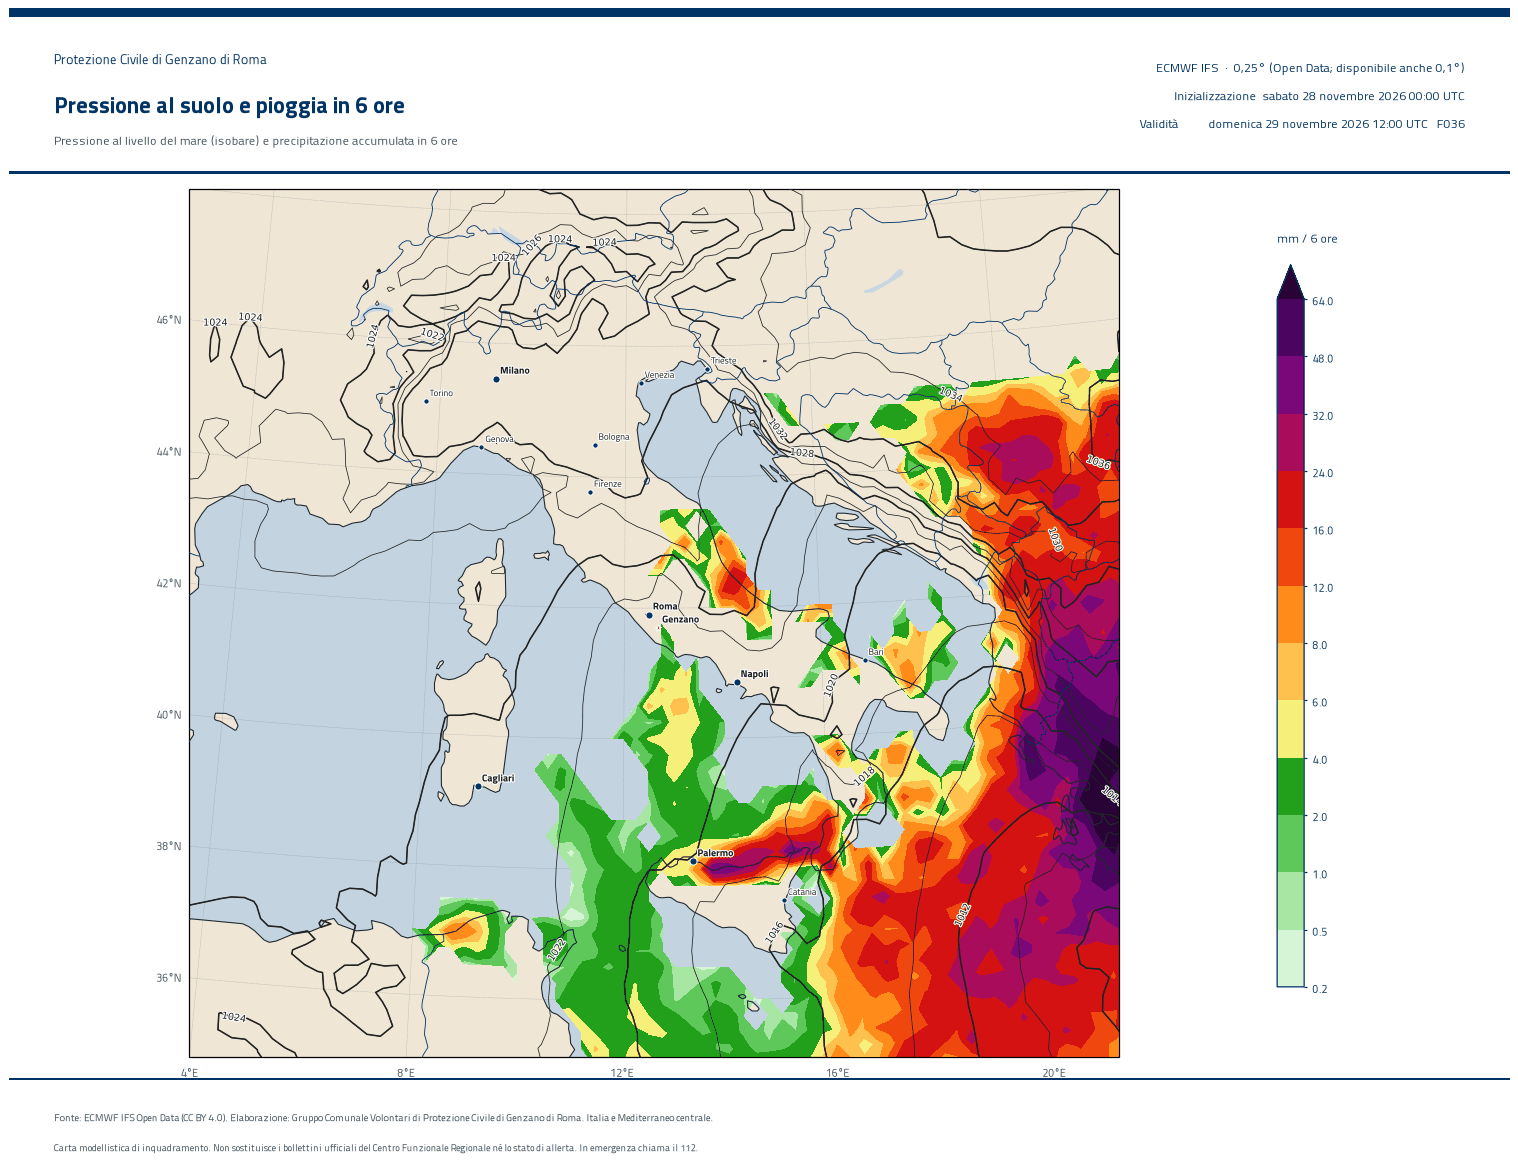 Protezione Civile di Genzano di Roma
Pressione al suolo e pioggia in 6 ore
Pressione al livello del mare (isobare) e precipitazione accumulata in 6 ore
ECMWF IFS · 0,25° (Open Data; disponibile anche 0,1°)
Inizializzazione sabato 28 novembre 2026 00:00 UTC
Validità domenica 29 novembre 2026 12:00 UTC F036
mm / 6 ore
64.0
48.0
32.0
24.0
16.0
12.0
8.0
6.0
4.0
2.0
1.0
0.5
0.2
46°N
44°N
42°N
40°N
38°N
36°N
4°E
8°E
12°E
16°E
20°E
1024
1026
1024
1024
1024
1024
1024
1022
1034
1032
1028
1036
1030
1020
1018
1012
1016
1022
1024
Milano
Torino
Venezia
Trieste
Genova
Bologna
Firenze
Roma
Genzano
Napoli
Bari
Cagliari
Palermo
Catania
Fonte: ECMWF IFS Open Data (CC BY 4.0). Elaborazione: Gruppo Comunale Volontari di Protezione Civile di Genzano di Roma. Italia e Mediterraneo centrale.
Carta modellistica di inquadramento. Non sostituisce i bollettini ufficiali del Centro Funzionale Regionale né lo stato di allerta. In emergenza chiama il 112.